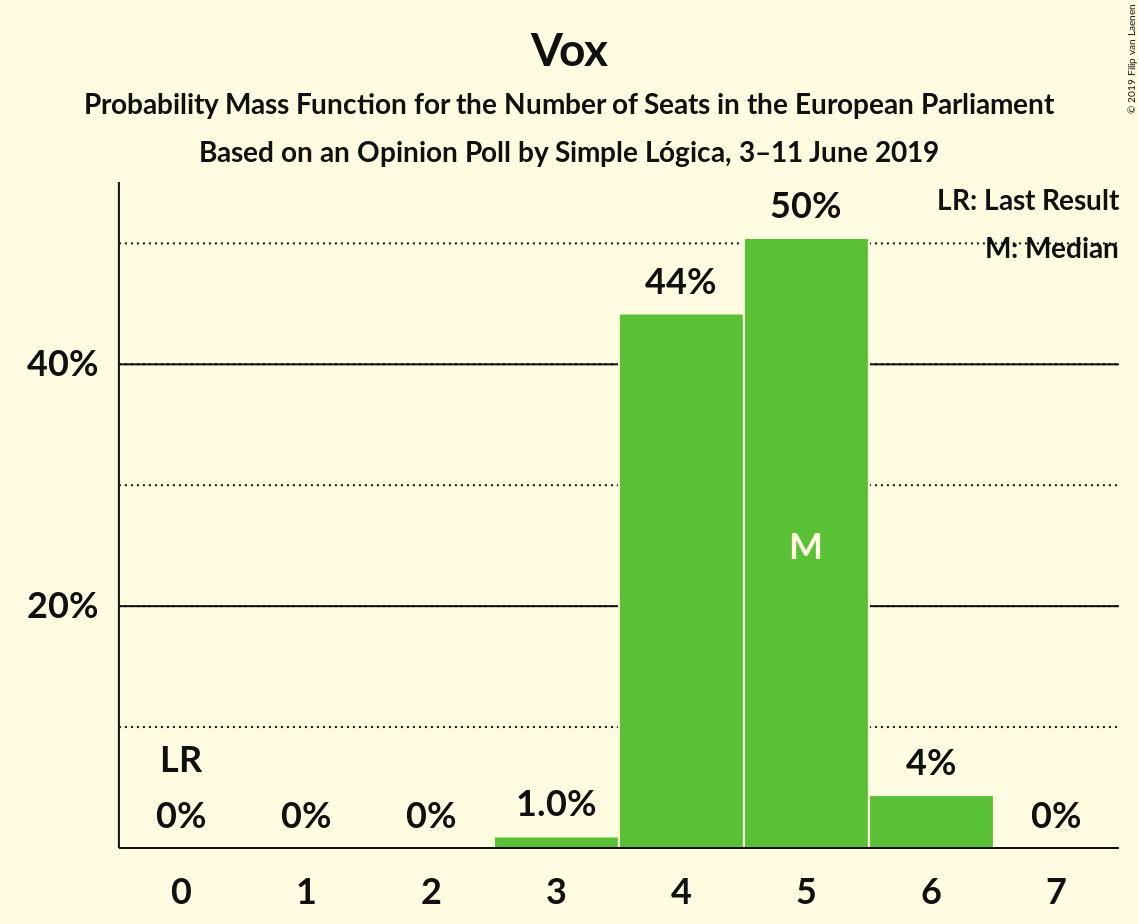 Vox
Probability Mass Function for the Number of Seats in the European Parliament
Based on an Opinion Poll by Simple Lógica, 3–11 June 2019
© 2019 Filip van Laenen
LR: Last Result
M: Median
50%
44%
40%
M
20%
LR
4%
1.0%
0% 0% 0% 0%
0 1 2 3 4 5 6 7